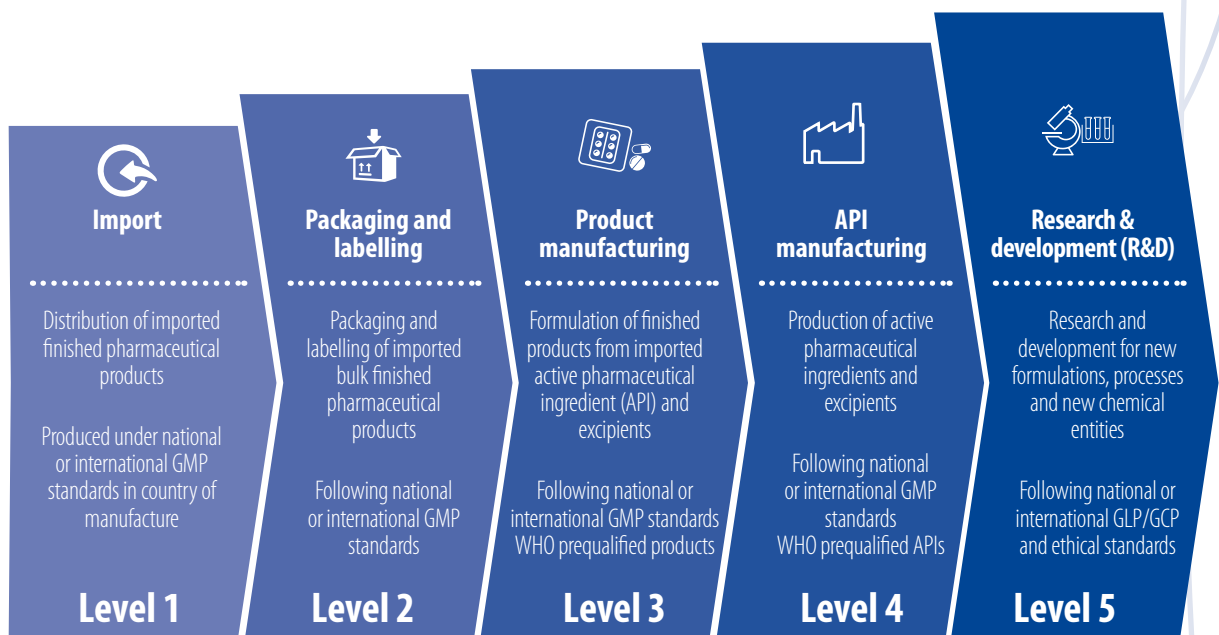 Import
Distribution of imported
finished pharmaceutical
products
Produced under national
or international GMP
standards in country of
manufacture
Level 1
Packaging and
labelling
Packaging and
labelling of imported
bulk finished
pharmaceutical
products
Following national
or international GMP
standards
Level 2
Product
manufacturing
Formulation of finished
products from imported
active pharmaceutical
ingredient (API) and
excipients
Following national or
international GMP standards
WHO prequalified products
Level 3
API
manufacturing
Production of active
pharmaceutical
ingredients and
excipients
Following national
or international GMP
standards
WHO prequalified APIs
Level 4
Research &
development (R&D)
Research and
development for new
formulations, processes
and new chemical
entities
Following national or
international GLP/GCP
and ethical standards
Level 5